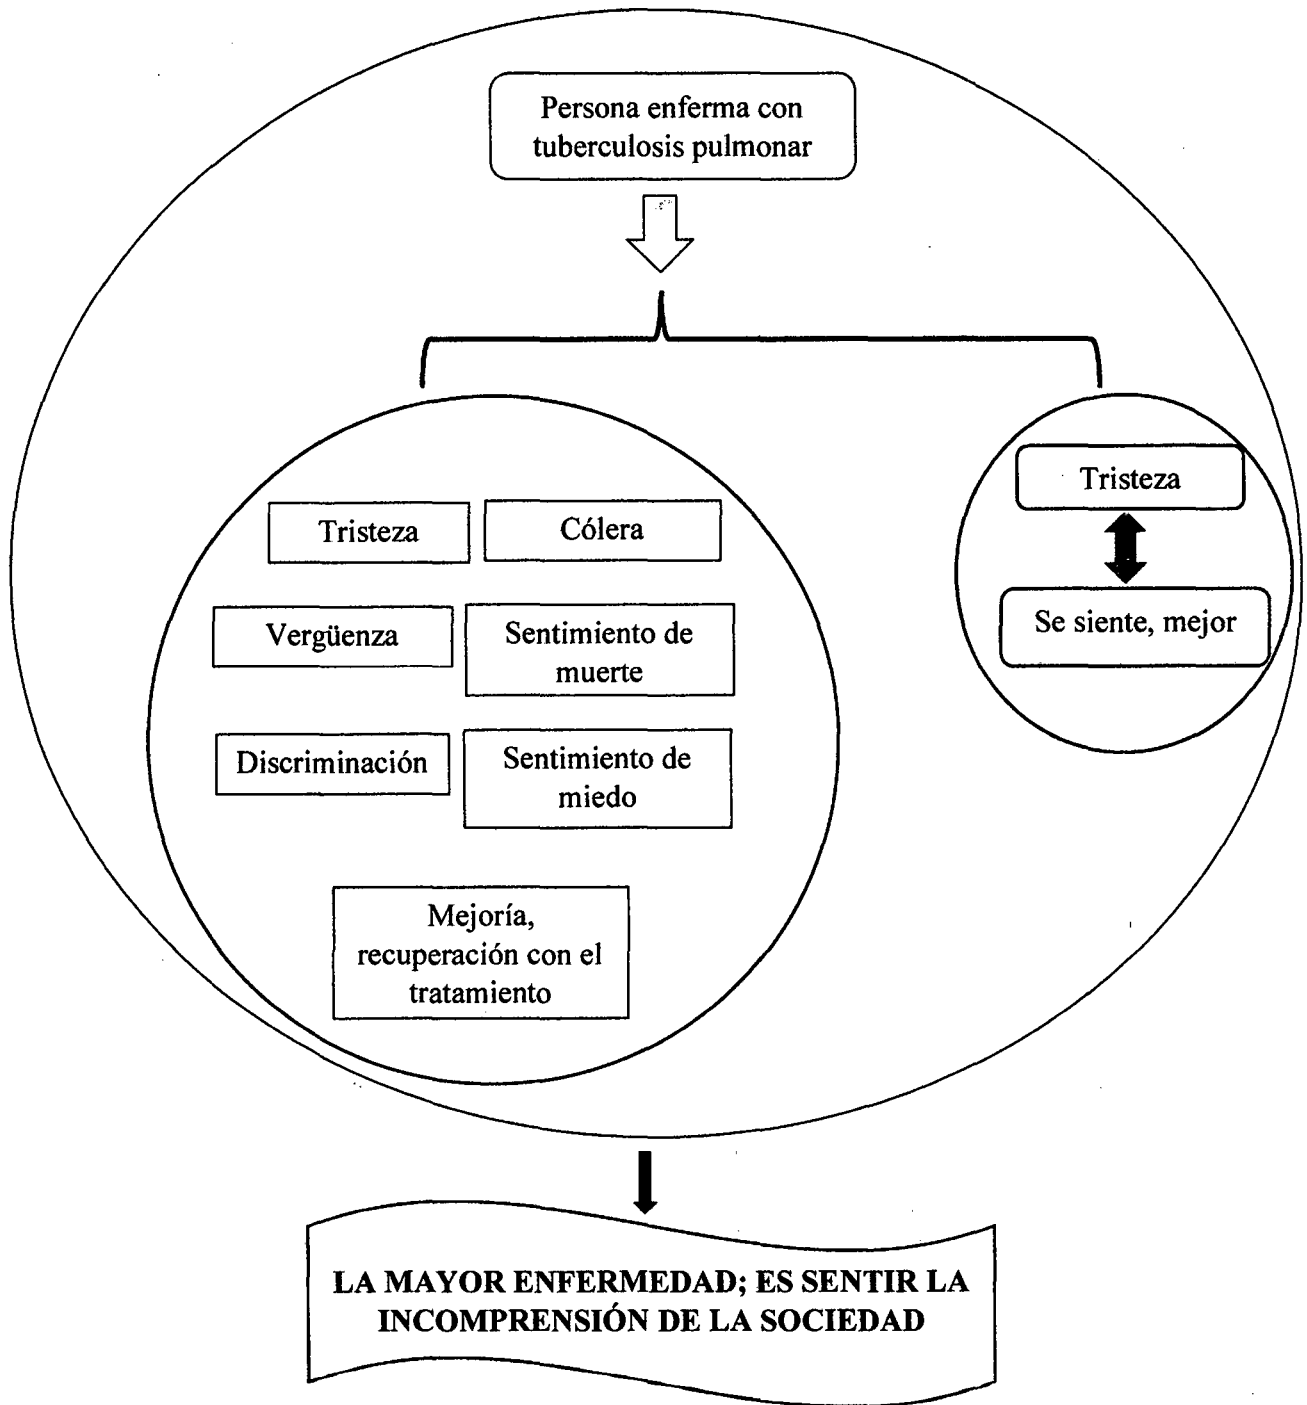 Persona enferma con
tuberculosis pulmonar
Tristeza
Cólera
Vergüenza
Sentimiento de
muerte
Discriminación
Sentimiento de
miedo
Mejoría,
recuperación con el
tratamiento
Tristeza
Se siente, mejor
LA MAYOR ENFERMEDAD; ES SENTIR LA
INCOMPRENSIÓN DE LA SOCIEDAD